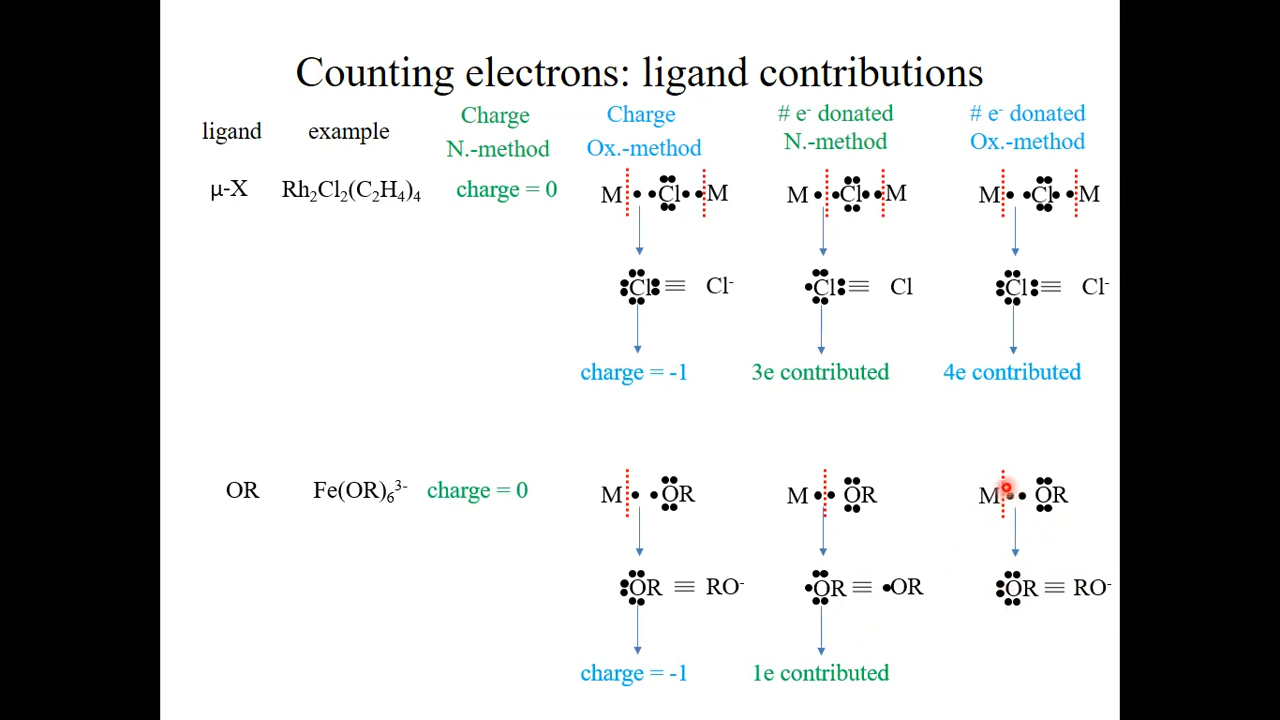 Counting electrons: ligand contributions
ligand example Charge N.-method Charge Ox.-method # e⁻ donated N.-method # e⁻ donated Ox.-method
μ-X Rh₂Cl₂(C₂H₄)₄ charge = 0 M Cl M M Cl M M Cl M
Cl ≡ Cl⁻ Cl ≡ Cl Cl ≡ Cl⁻
charge = -1 3e contributed 4e contributed
OR Fe(OR)₆³⁻ charge = 0 M OR M OR M OR
OR ≡ RO⁻ OR ≡ •OR OR ≡ RO⁻
charge = -1 1e contributed